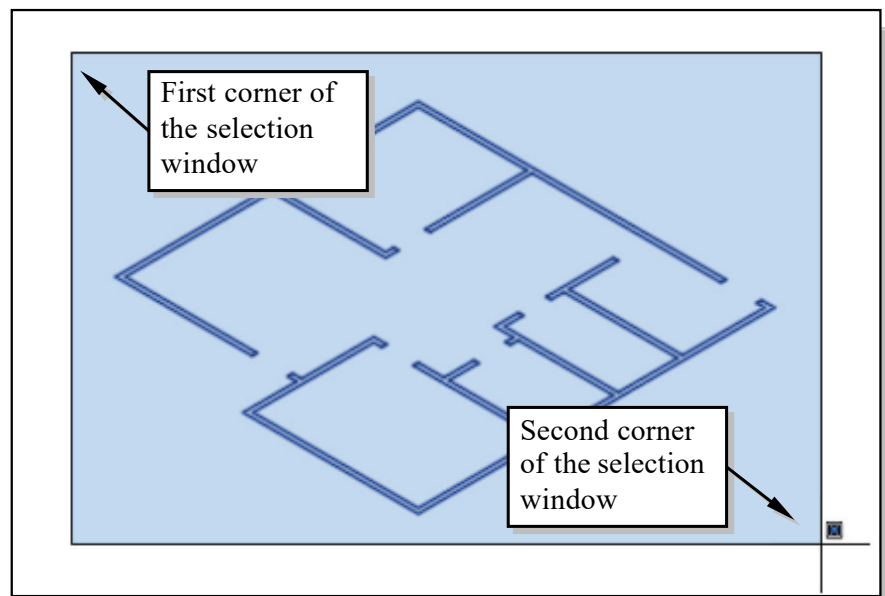 First corner of
the selection
window
Second corner
of the selection
window